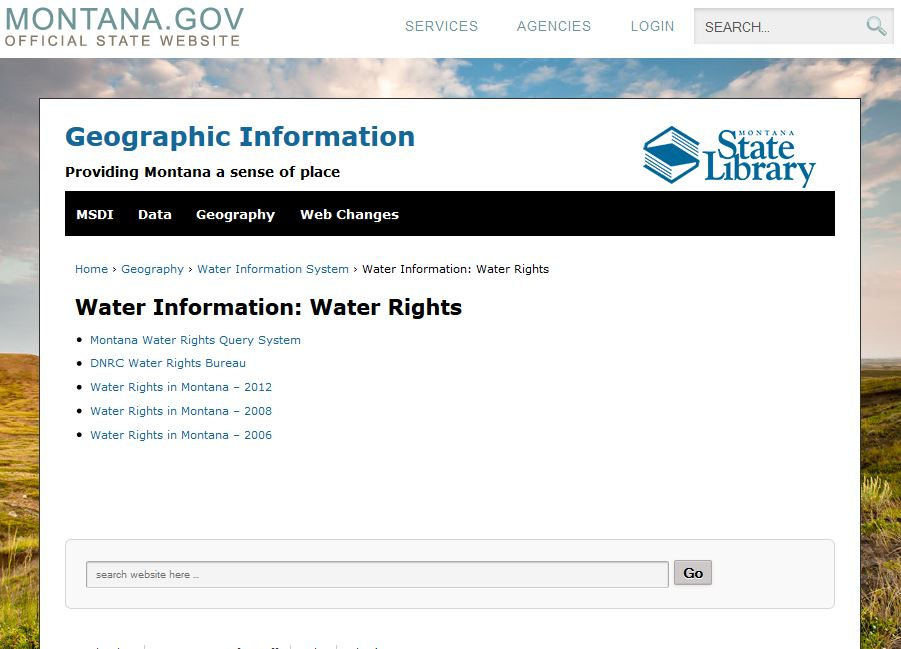 MONTANA.GOV
OFFICIAL STATE WEBSITE
SERVICES AGENCIES LOGIN SEARCH...
Geographic Information
Providing Montana a sense of place
MONTANA
State
Library
MSDI Data Geography Web Changes
Home › Geography › Water Information System › Water Information: Water Rights
Water Information: Water Rights
• Montana Water Rights Query System
• DNRC Water Rights Bureau
• Water Rights in Montana – 2012
• Water Rights in Montana – 2008
• Water Rights in Montana – 2006
search website here ..
Go